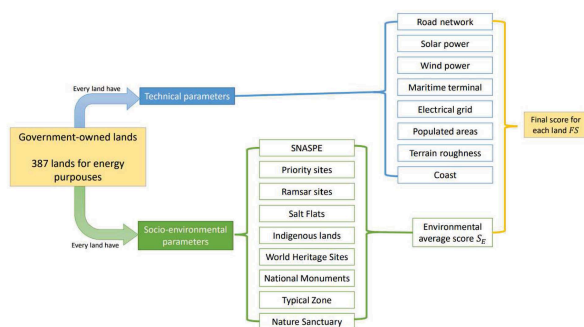 Government-owned lands
387 lands for energy
purpouses
Every land have
Technical parameters
Every land have
Socio-environmental
parameters
Road network
Solar power
Wind power
Maritime terminal
Electrical grid
Populated areas
Terrain roughness
Coast
SNASPE
Priority sites
Ramsar sites
Salt Flats
Indigenous lands
World Heritage Sites
National Monuments
Typical Zone
Nature Sanctuary
Environmental
average score S_E
Final score for
each land FS